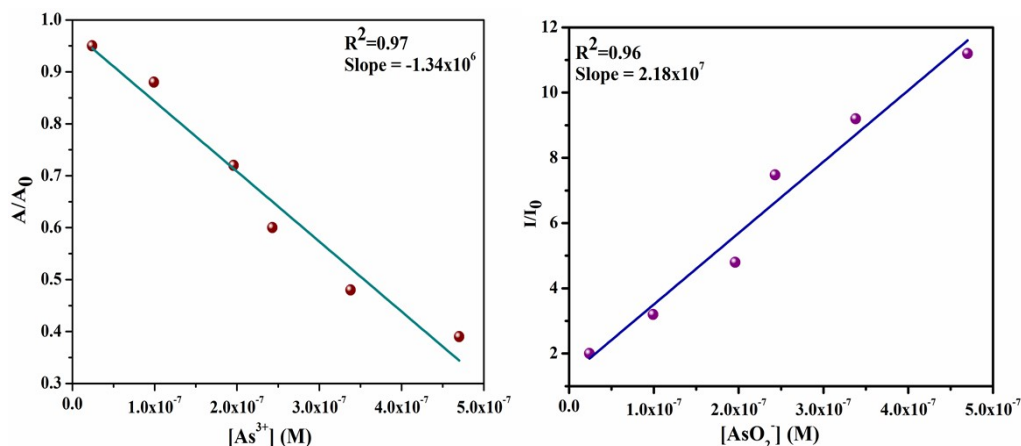 R²=0.97
Slope = -1.34x10⁶
A/A₀
1.0
0.9
0.8
0.7
0.6
0.5
0.4
0.3
0.0 1.0x10⁻⁷ 2.0x10⁻⁷ 3.0x10⁻⁷ 4.0x10⁻⁷ 5.0x10⁻⁷
[As³⁺] (M)
R²=0.96
Slope = 2.18x10⁷
I/I₀
12
10
8
6
4
2
0.0 1.0x10⁻⁷ 2.0x10⁻⁷ 3.0x10⁻⁷ 4.0x10⁻⁷ 5.0x10⁻⁷
[AsO₂⁻] (M)